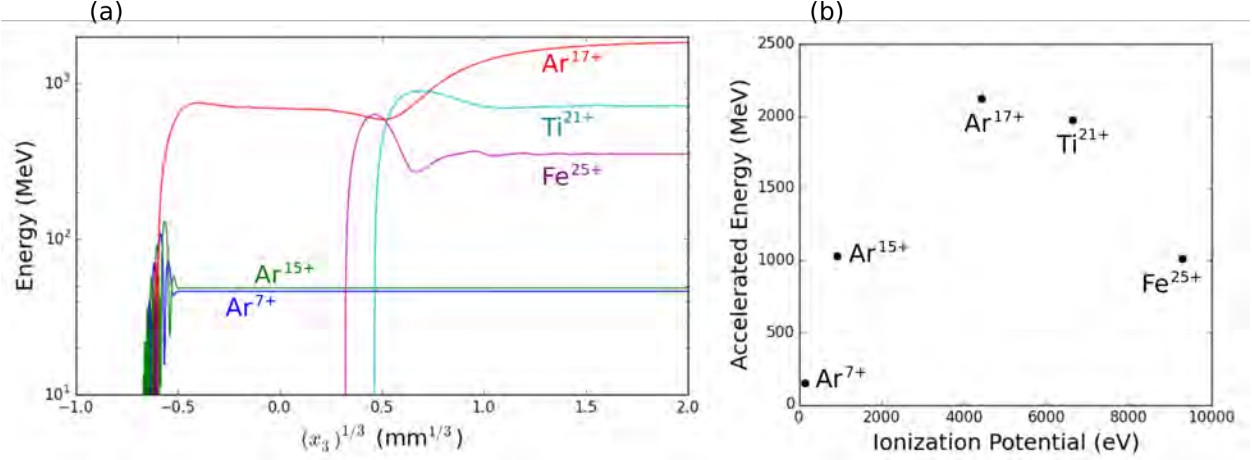 (a)
Energy (MeV)
10³
10²
10¹
Ar¹⁷⁺
Ti²¹⁺
Fe²⁵⁺
Ar¹⁵⁺
Ar⁷⁺
−1.0 −0.5 0.0 0.5 1.0 1.5 2.0
(x₃)^1/3 (mm^1/3)
(b)
Accelerated Energy (MeV)
2500
2000
1500
1000
500
0
Ar¹⁷⁺
Ti²¹⁺
Ar¹⁵⁺
Fe²⁵⁺
Ar⁷⁺
0 2000 4000 6000 8000 10000
Ionization Potential (eV)